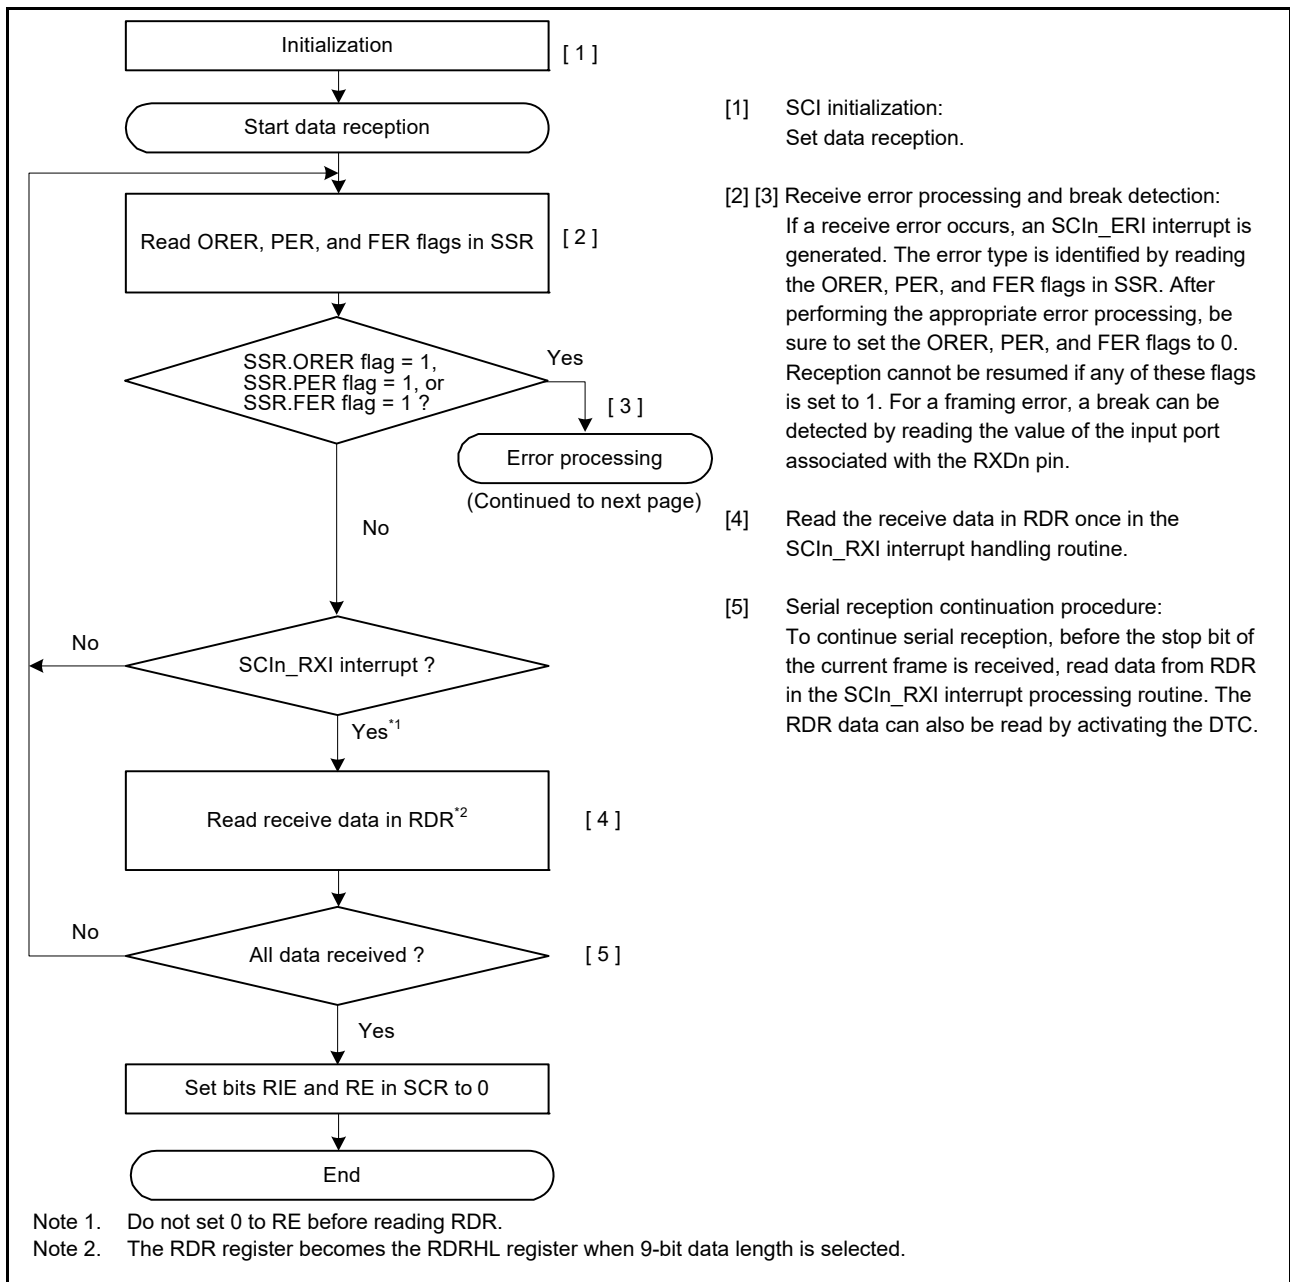 Initialization
[ 1 ]
Start data reception
Read ORER, PER, and FER flags in SSR
[ 2 ]
SSR.ORER flag = 1,
SSR.PER flag = 1, or
SSR.FER flag = 1 ?
Yes
[ 3 ]
Error processing
(Continued to next page)
No
SCIn_RXI interrupt ?
No
Yes*1
Read receive data in RDR*2
[ 4 ]
All data received ?
No
[ 5 ]
Yes
Set bits RIE and RE in SCR to 0
End
[1] SCI initialization:
Set data reception.
[2] [3] Receive error processing and break detection:
If a receive error occurs, an SCIn_ERI interrupt is
generated. The error type is identified by reading
the ORER, PER, and FER flags in SSR. After
performing the appropriate error processing, be
sure to set the ORER, PER, and FER flags to 0.
Reception cannot be resumed if any of these flags
is set to 1. For a framing error, a break can be
detected by reading the value of the input port
associated with the RXDn pin.
[4] Read the receive data in RDR once in the
SCIn_RXI interrupt handling routine.
[5] Serial reception continuation procedure:
To continue serial reception, before the stop bit of
the current frame is received, read data from RDR
in the SCIn_RXI interrupt processing routine. The
RDR data can also be read by activating the DTC.
Note 1. Do not set 0 to RE before reading RDR.
Note 2. The RDR register becomes the RDRHL register when 9-bit data length is selected.